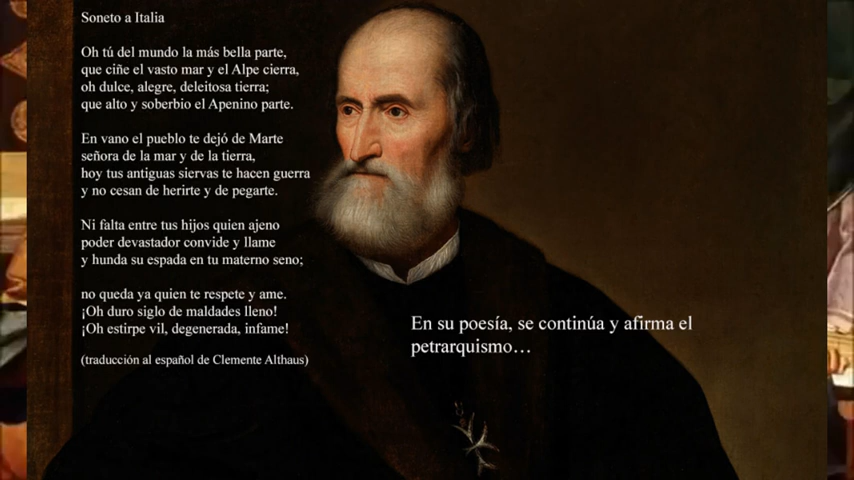 Soneto a Italia
Oh tú del mundo la más bella parte,
que ciñe el vasto mar y el Alpe cierra,
oh dulce, alegre, deleitosa tierra;
que alto y soberbio el Apenino parte.
En vano el pueblo te dejó de Marte
señora de la mar y de la tierra,
hoy tus antiguas siervas te hacen guerra
y no cesan de herirte y de pegarte.
Ni falta entre tus hijos quien ajeno
poder devastador convide y llame
y hunda su espada en tu materno seno;
no queda ya quien te respete y ame.
¡Oh duro siglo de maldades lleno!
¡Oh estirpe vil, degenerada, infame!
(traducción al español de Clemente Althaus)
En su poesía, se continúa y afirma el
petrarquismo…